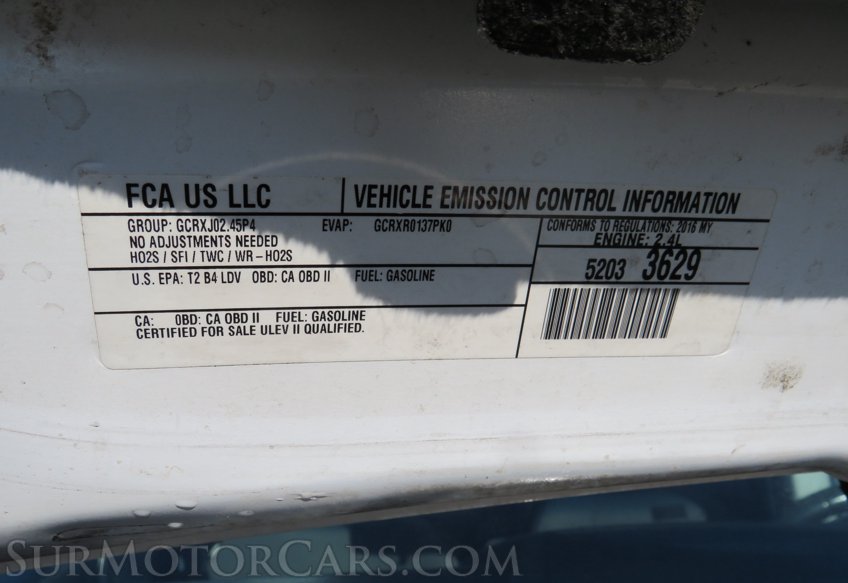 FCA US LLC
VEHICLE EMISSION CONTROL INFORMATION
GROUP: GCRXJ02.45P4 EVAP: GCRXR0137PK0
NO ADJUSTMENTS NEEDED
HO2S / SFI / TWC / WR-HO2S
CONFORMS TO REGULATIONS: 2016 MY
ENGINE: 2.4L
5203 3629
U.S. EPA: T2 B4 LDV OBD: CA OBD II FUEL: GASOLINE
CA: OBD: CA OBD II FUEL: GASOLINE
CERTIFIED FOR SALE ULEV II QUALIFIED.
SurMotorCars.com